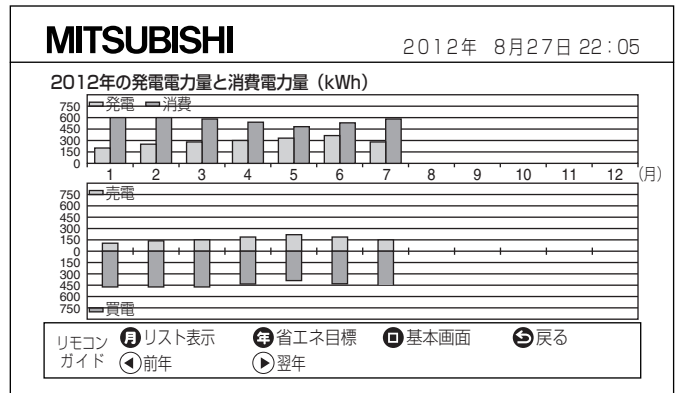 MITSUBISHI 2012年 8月27日 22:05
2012年の発電電力量と消費電力量（kWh）
発電 消費
750
600
450
300
150
0
1 2 3 4 5 6 7 8 9 10 11 12 (月)
売電
750
600
450
300
150
0
150
300
450
600
750
買電
リモコンガイド
月 リスト表示 年 省エネ目標 基本画面 戻る
前年 翌年